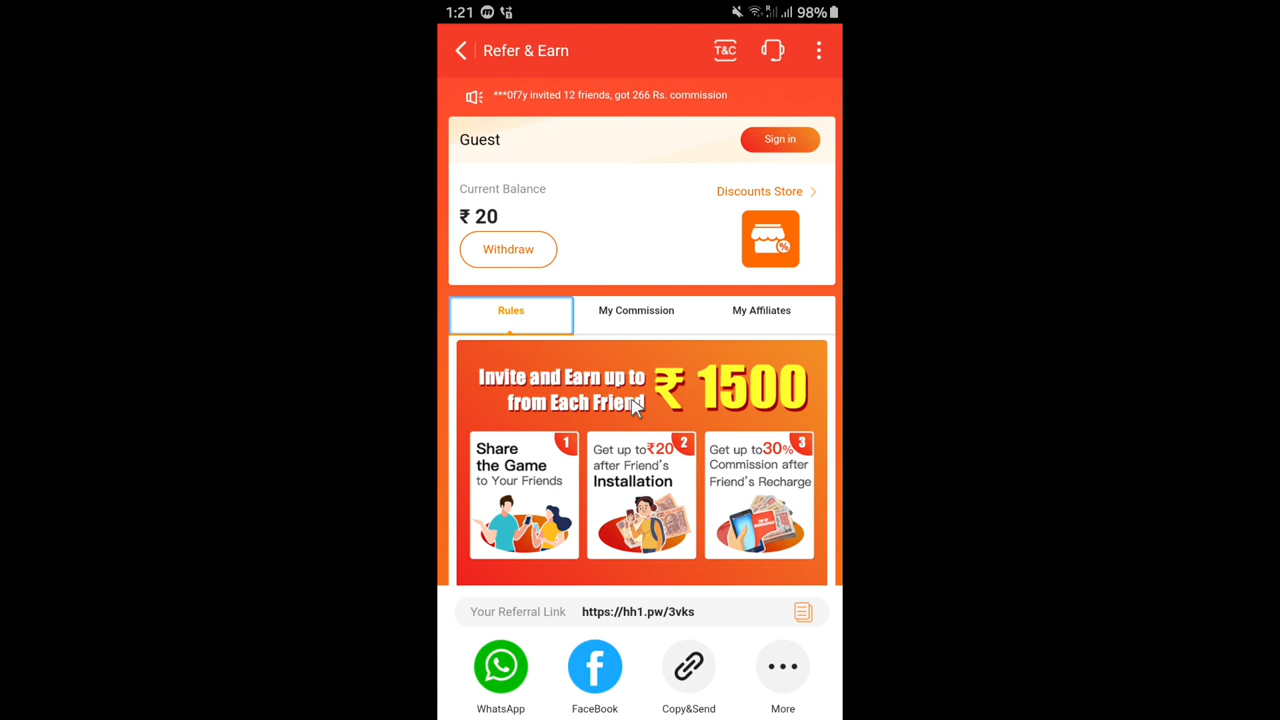 1:21
98%
Refer & Earn
T&C
***0f7y invited 12 friends, got 266 Rs. commission
Guest
Sign in
Current Balance
Discounts Store
₹ 20
Withdraw
%
Rules
My Commission
My Affiliates
Invite and Earn up to
from Each Friend
₹ 1500
1
Share
the Game
to Your Friends
2
Get up to₹20
after Friend's
Installation
3
Get up to30%
Commission after
Friend's Recharge
Your Referral Link
https://hh1.pw/3vks
WhatsApp
FaceBook
Copy&Send
More